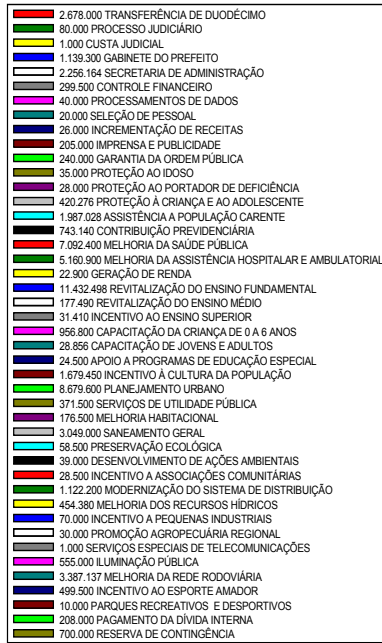 2.678.000 TRANSFERÊNCIA DE DUODÉCIMO
80.000 PROCESSO JUDICIÁRIO
1.000 CUSTA JUDICIAL
1.139.300 GABINETE DO PREFEITO
2.256.164 SECRETARIA DE ADMINISTRAÇÃO
299.500 CONTROLE FINANCEIRO
40.000 PROCESSAMENTOS DE DADOS
20.000 SELEÇÃO DE PESSOAL
26.000 INCREMENTAÇÃO DE RECEITAS
205.000 IMPRENSA E PUBLICIDADE
240.000 GARANTIA DA ORDEM PÚBLICA
35.000 PROTEÇÃO AO IDOSO
28.000 PROTEÇÃO AO PORTADOR DE DEFICIÊNCIA
420.276 PROTEÇÃO À CRIANÇA E AO ADOLESCENTE
1.987.028 ASSISTÊNCIA A POPULAÇÃO CARENTE
743.140 CONTRIBUIÇÃO PREVIDENCIÁRIA
7.092.400 MELHORIA DA SAÚDE PÚBLICA
5.160.900 MELHORIA DA ASSISTÊNCIA HOSPITALAR E AMBULATORIAL
22.900 GERAÇÃO DE RENDA
11.432.498 REVITALIZAÇÃO DO ENSINO FUNDAMENTAL
177.490 REVITALIZAÇÃO DO ENSINO MÉDIO
31.410 INCENTIVO AO ENSINO SUPERIOR
956.800 CAPACITAÇÃO DA CRIANÇA DE 0 A 6 ANOS
28.856 CAPACITAÇÃO DE JOVENS E ADULTOS
24.500 APOIO A PROGRAMAS DE EDUCAÇÃO ESPECIAL
1.679.450 INCENTIVO À CULTURA DA POPULAÇÃO
8.679.600 PLANEJAMENTO URBANO
371.500 SERVIÇOS DE UTILIDADE PÚBLICA
176.500 MELHORIA HABITACIONAL
3.049.000 SANEAMENTO GERAL
58.500 PRESERVAÇÃO ECOLÓGICA
39.000 DESENVOLVIMENTO DE AÇÕES AMBIENTAIS
28.500 INCENTIVO A ASSOCIAÇÕES COMUNITÁRIAS
1.122.200 MODERNIZAÇÃO DO SISTEMA DE DISTRIBUIÇÃO
454.380 MELHORIA DOS RECURSOS HÍDRICOS
70.000 INCENTIVO A PEQUENAS INDUSTRIAIS
30.000 PROMOÇÃO AGROPECUÁRIA REGIONAL
1.000 SERVIÇOS ESPECIAIS DE TELECOMUNICAÇÕES
555.000 ILUMINAÇÃO PÚBLICA
3.387.137 MELHORIA DA REDE RODOVIÁRIA
499.500 INCENTIVO AO ESPORTE AMADOR
10.000 PARQUES RECREATIVOS E DESPORTIVOS
208.000 PAGAMENTO DA DÍVIDA INTERNA
700.000 RESERVA DE CONTINGÊNCIA